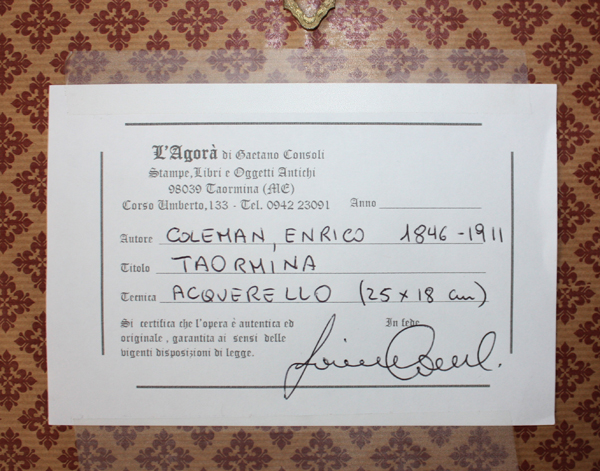 L'Agorà di Gaetano Consoli
Stampe, Libri e Oggetti Antichi
98039 Taormina (ME)
Corso Umberto, 133 - Tel. 0942 23091 Anno
Autore COLEMAN, ENRICO 1846-1911
Titolo TAORMINA
Tecnica ACQUERELLO (25 x 18 cm)
Si certifica che l'opera è autentica ed
originale, garantita ai sensi delle
vigenti disposizioni di legge.
In fede